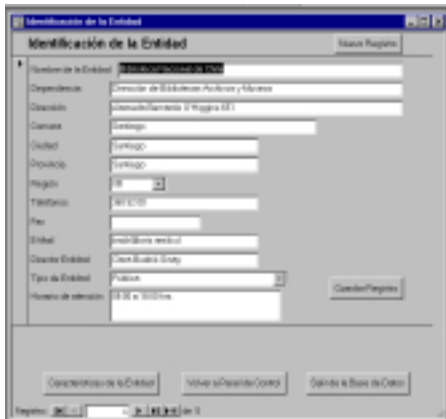 Identificación de la Entidad
Identificación de la Entidad
Nuevo Registro
Nombre de la Entidad Biblioteca Nacional de Chile
Dependencia Dirección de Bibliotecas Archivos y Museos
Dirección Alameda Bernardo O'Higgins 651
Comuna Santiago
Ciudad Santiago
Provincia Santiago
Región
Teléfonos
Fax
E-Mail
Director Entidad
Tipo de Entidad Pública
Horario de atención
Guardar Registro
Características de la Entidad
Volver a Panel de Control
Salir de la Base de Datos
Registro: de 5